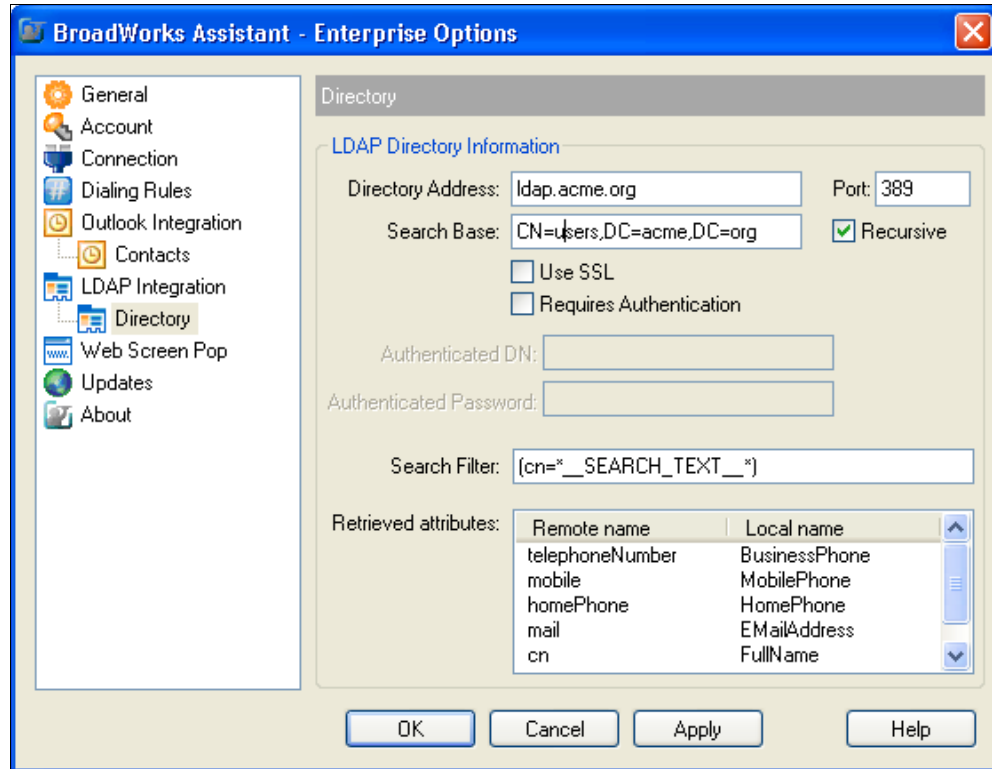 BroadWorks Assistant - Enterprise Options
General
Account
Connection
Dialing Rules
Outlook Integration
Contacts
LDAP Integration
Directory
www.
Web Screen Pop
Updates
About
Directory
LDAP Directory Information
Directory Address: ldap.acme.org Port: 389
Search Base: CN=users,DC=acme,DC=org Recursive
Use SSL
Requires Authentication
Authenticated DN:
Authenticated Password:
Search Filter: (cn=*__SEARCH_TEXT__*)
Retrieved attributes: Remote name Local name
telephoneNumber BusinessPhone
mobile MobilePhone
homePhone HomePhone
mail EMailAddress
cn FullName
OK Cancel Apply Help